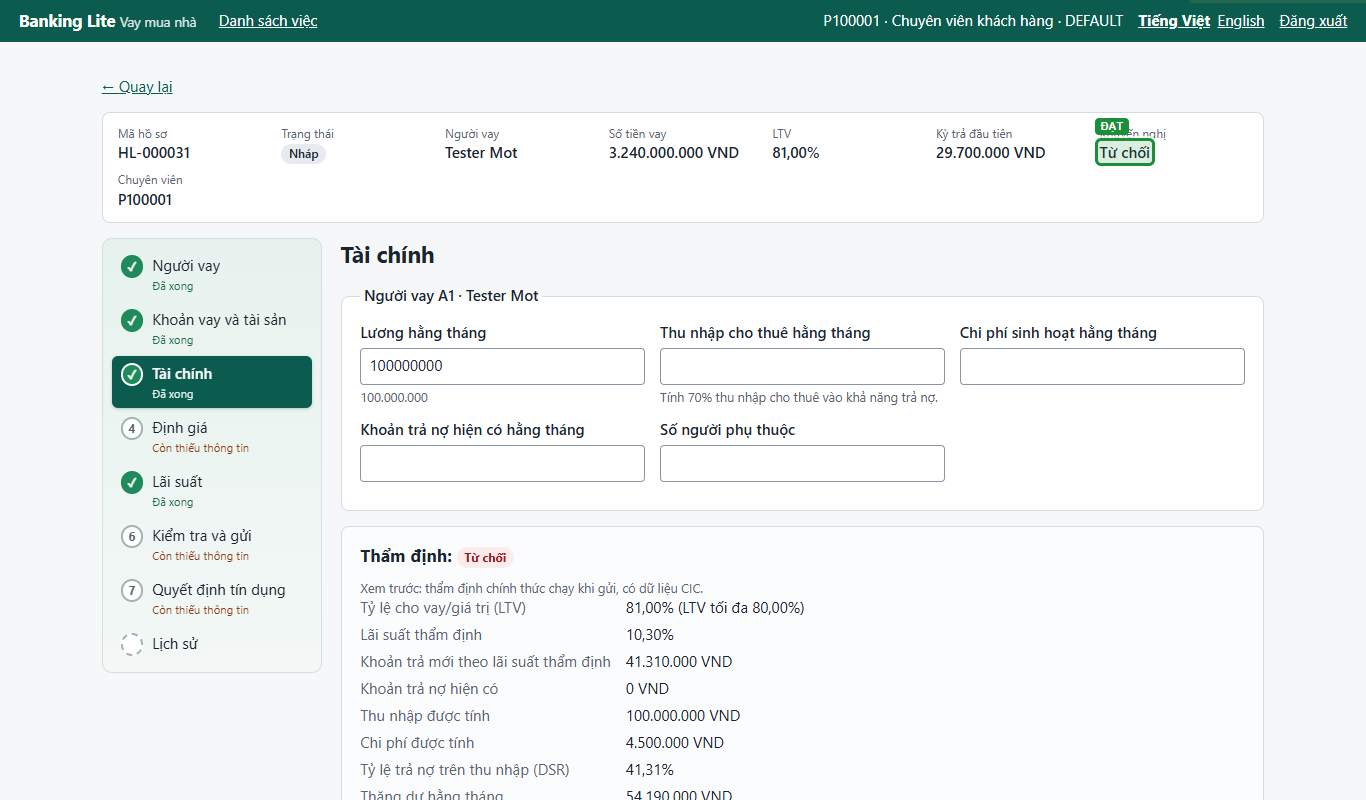 Banking Lite Vay mua nhà Danh sách việc P100001 · Chuyên viên khách hàng · DEFAULT Tiếng Việt English Đăng xuất
← Quay lại
Mã hồ sơ Trạng thái Người vay Số tiền vay LTV Kỳ trả đầu tiên ĐẠT nghị
HL-000031 Nháp Tester Mot 3.240.000.000 VND 81,00% 29.700.000 VND Từ chối
Chuyên viên
P100001
Người vay
Đã xong
Khoản vay và tài sản
Đã xong
Tài chính
Đã xong
4 Định giá
Còn thiếu thông tin
Lãi suất
Đã xong
6 Kiểm tra và gửi
Còn thiếu thông tin
7 Quyết định tín dụng
Còn thiếu thông tin
Lịch sử
Tài chính
Người vay A1 · Tester Mot
Lương hằng tháng Thu nhập cho thuê hằng tháng Chi phí sinh hoạt hằng tháng
100000000
100.000.000 Tính 70% thu nhập cho thuê vào khả năng trả nợ.
Khoản trả nợ hiện có hằng tháng Số người phụ thuộc
Thẩm định: Từ chối
Xem trước: thẩm định chính thức chạy khi gửi, có dữ liệu CIC.
Tỷ lệ cho vay/giá trị (LTV) 81,00% (LTV tối đa 80,00%)
Lãi suất thẩm định 10,30%
Khoản trả mới theo lãi suất thẩm định 41.310.000 VND
Khoản trả nợ hiện có 0 VND
Thu nhập được tính 100.000.000 VND
Chi phí được tính 4.500.000 VND
Tỷ lệ trả nợ trên thu nhập (DSR) 41,31%
Thặng dư hằng tháng 54.190.000 VND